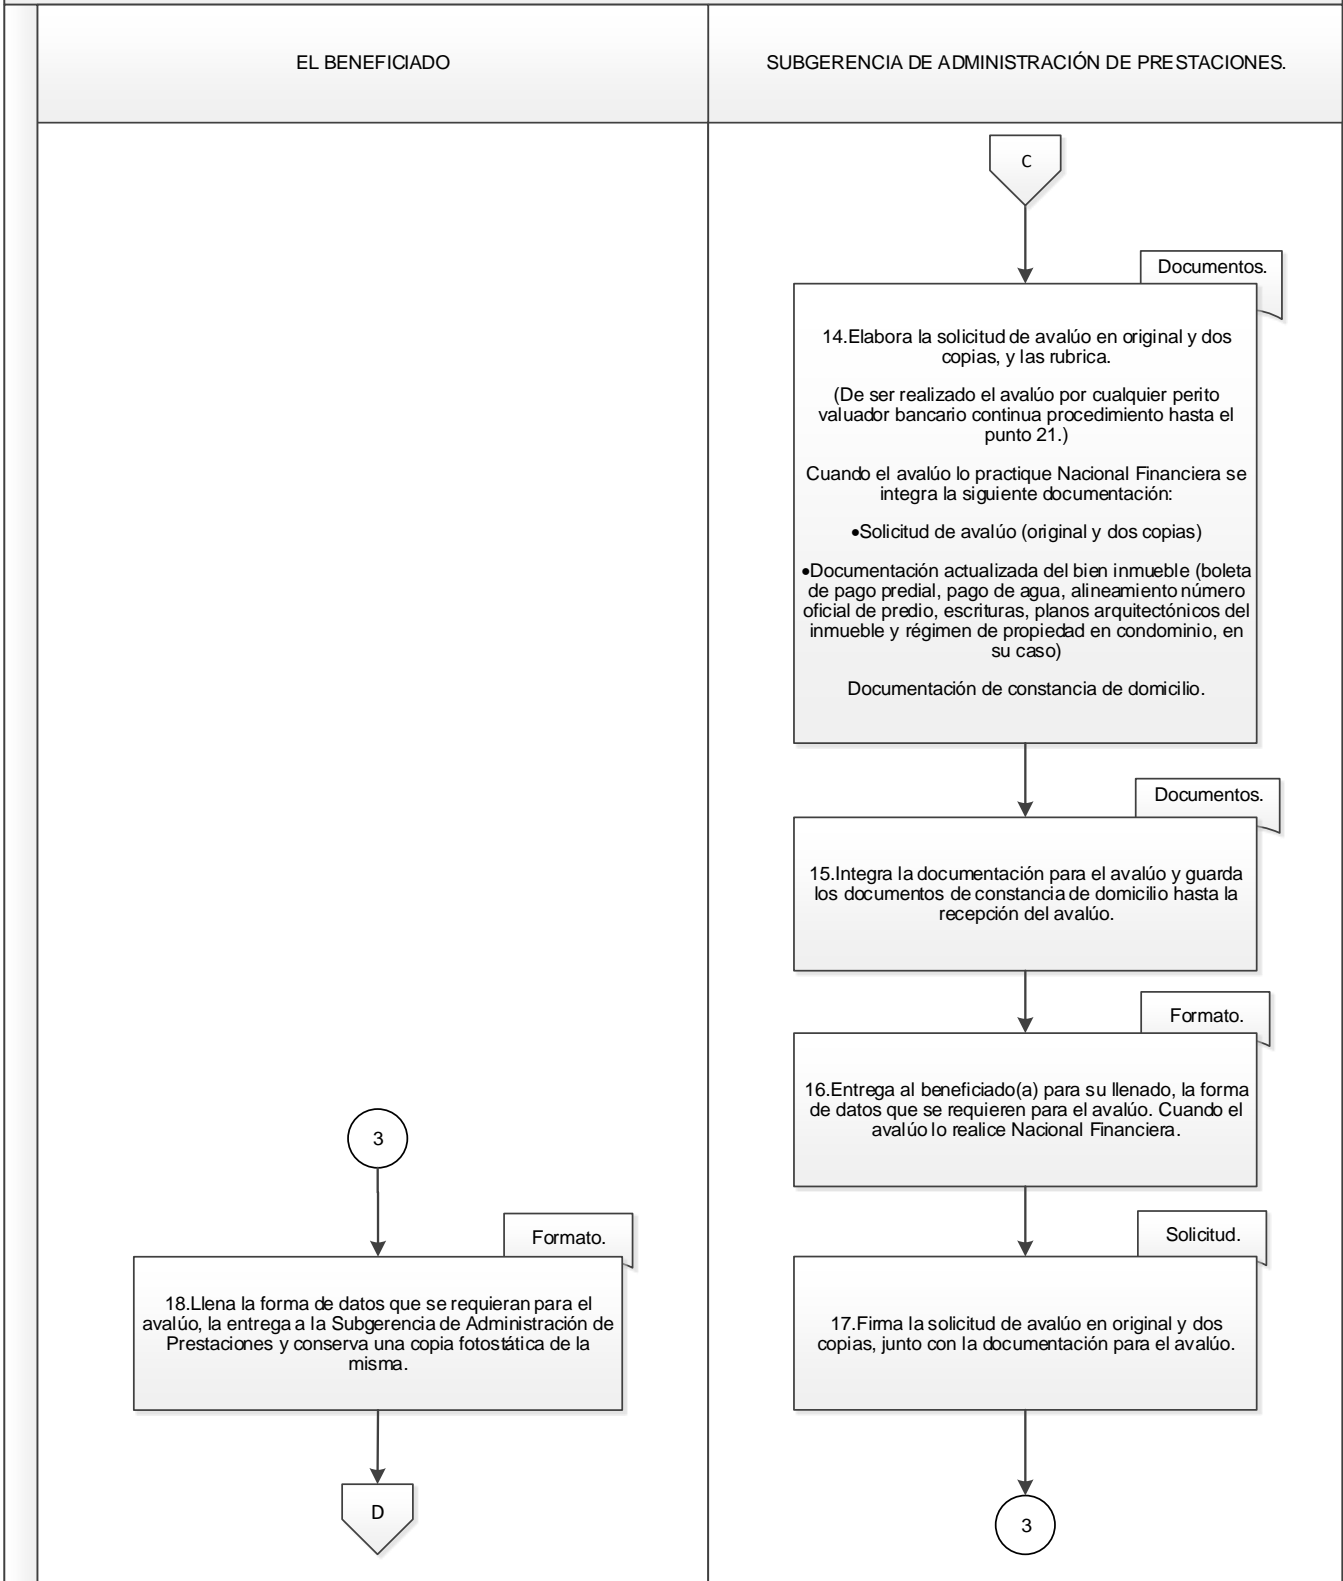 EL BENEFICIADO
SUBGERENCIA DE ADMINISTRACIÓN DE PRESTACIONES.
C
Documentos.
14.Elabora la solicitud de avalúo en original y dos
copias, y las rubrica.
(De ser realizado el avalúo por cualquier perito
valuador bancario continua procedimiento hasta el
punto 21.)
Cuando el avalúo lo practique Nacional Financiera se
integra la siguiente documentación:
•Solicitud de avalúo (original y dos copias)
•Documentación actualizada del bien inmueble (boleta
de pago predial, pago de agua, alineamiento número
oficial de predio, escrituras, planos arquitectónicos del
inmueble y régimen de propiedad en condominio, en
su caso)
Documentación de constancia de domicilio.
Documentos.
15.Integra la documentación para el avalúo y guarda
los documentos de constancia de domicilio hasta la
recepción del avalúo.
Formato.
16.Entrega al beneficiado(a) para su llenado, la forma
de datos que se requieren para el avalúo. Cuando el
avalúo lo realice Nacional Financiera.
Solicitud.
17.Firma la solicitud de avalúo en original y dos
copias, junto con la documentación para el avalúo.
3
3
Formato.
18.Llena la forma de datos que se requieran para el
avalúo, la entrega a la Subgerencia de Administración de
Prestaciones y conserva una copia fotostática de la
misma.
D